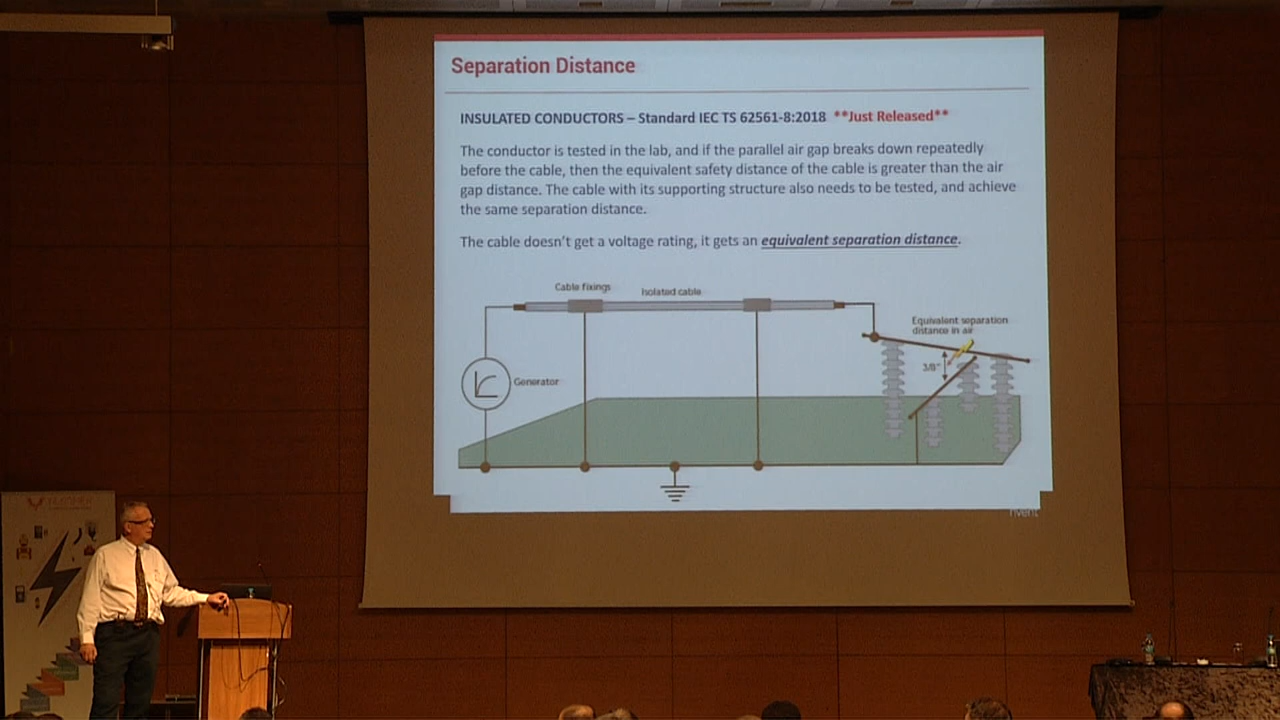 Separation Distance
INSULATED CONDUCTORS – Standard IEC TS 62561-8:2018 **Just Released**
The conductor is tested in the lab, and if the parallel air gap breaks down repeatedly
before the cable, then the equivalent safety distance of the cable is greater than the air
gap distance. The cable with its supporting structure also needs to be tested, and achieve
the same separation distance.
The cable doesn't get a voltage rating, it gets an equivalent separation distance.
Cable fixings
Isolated cable
Equivalent separation
distance in air
3/8"
Generator
nvent